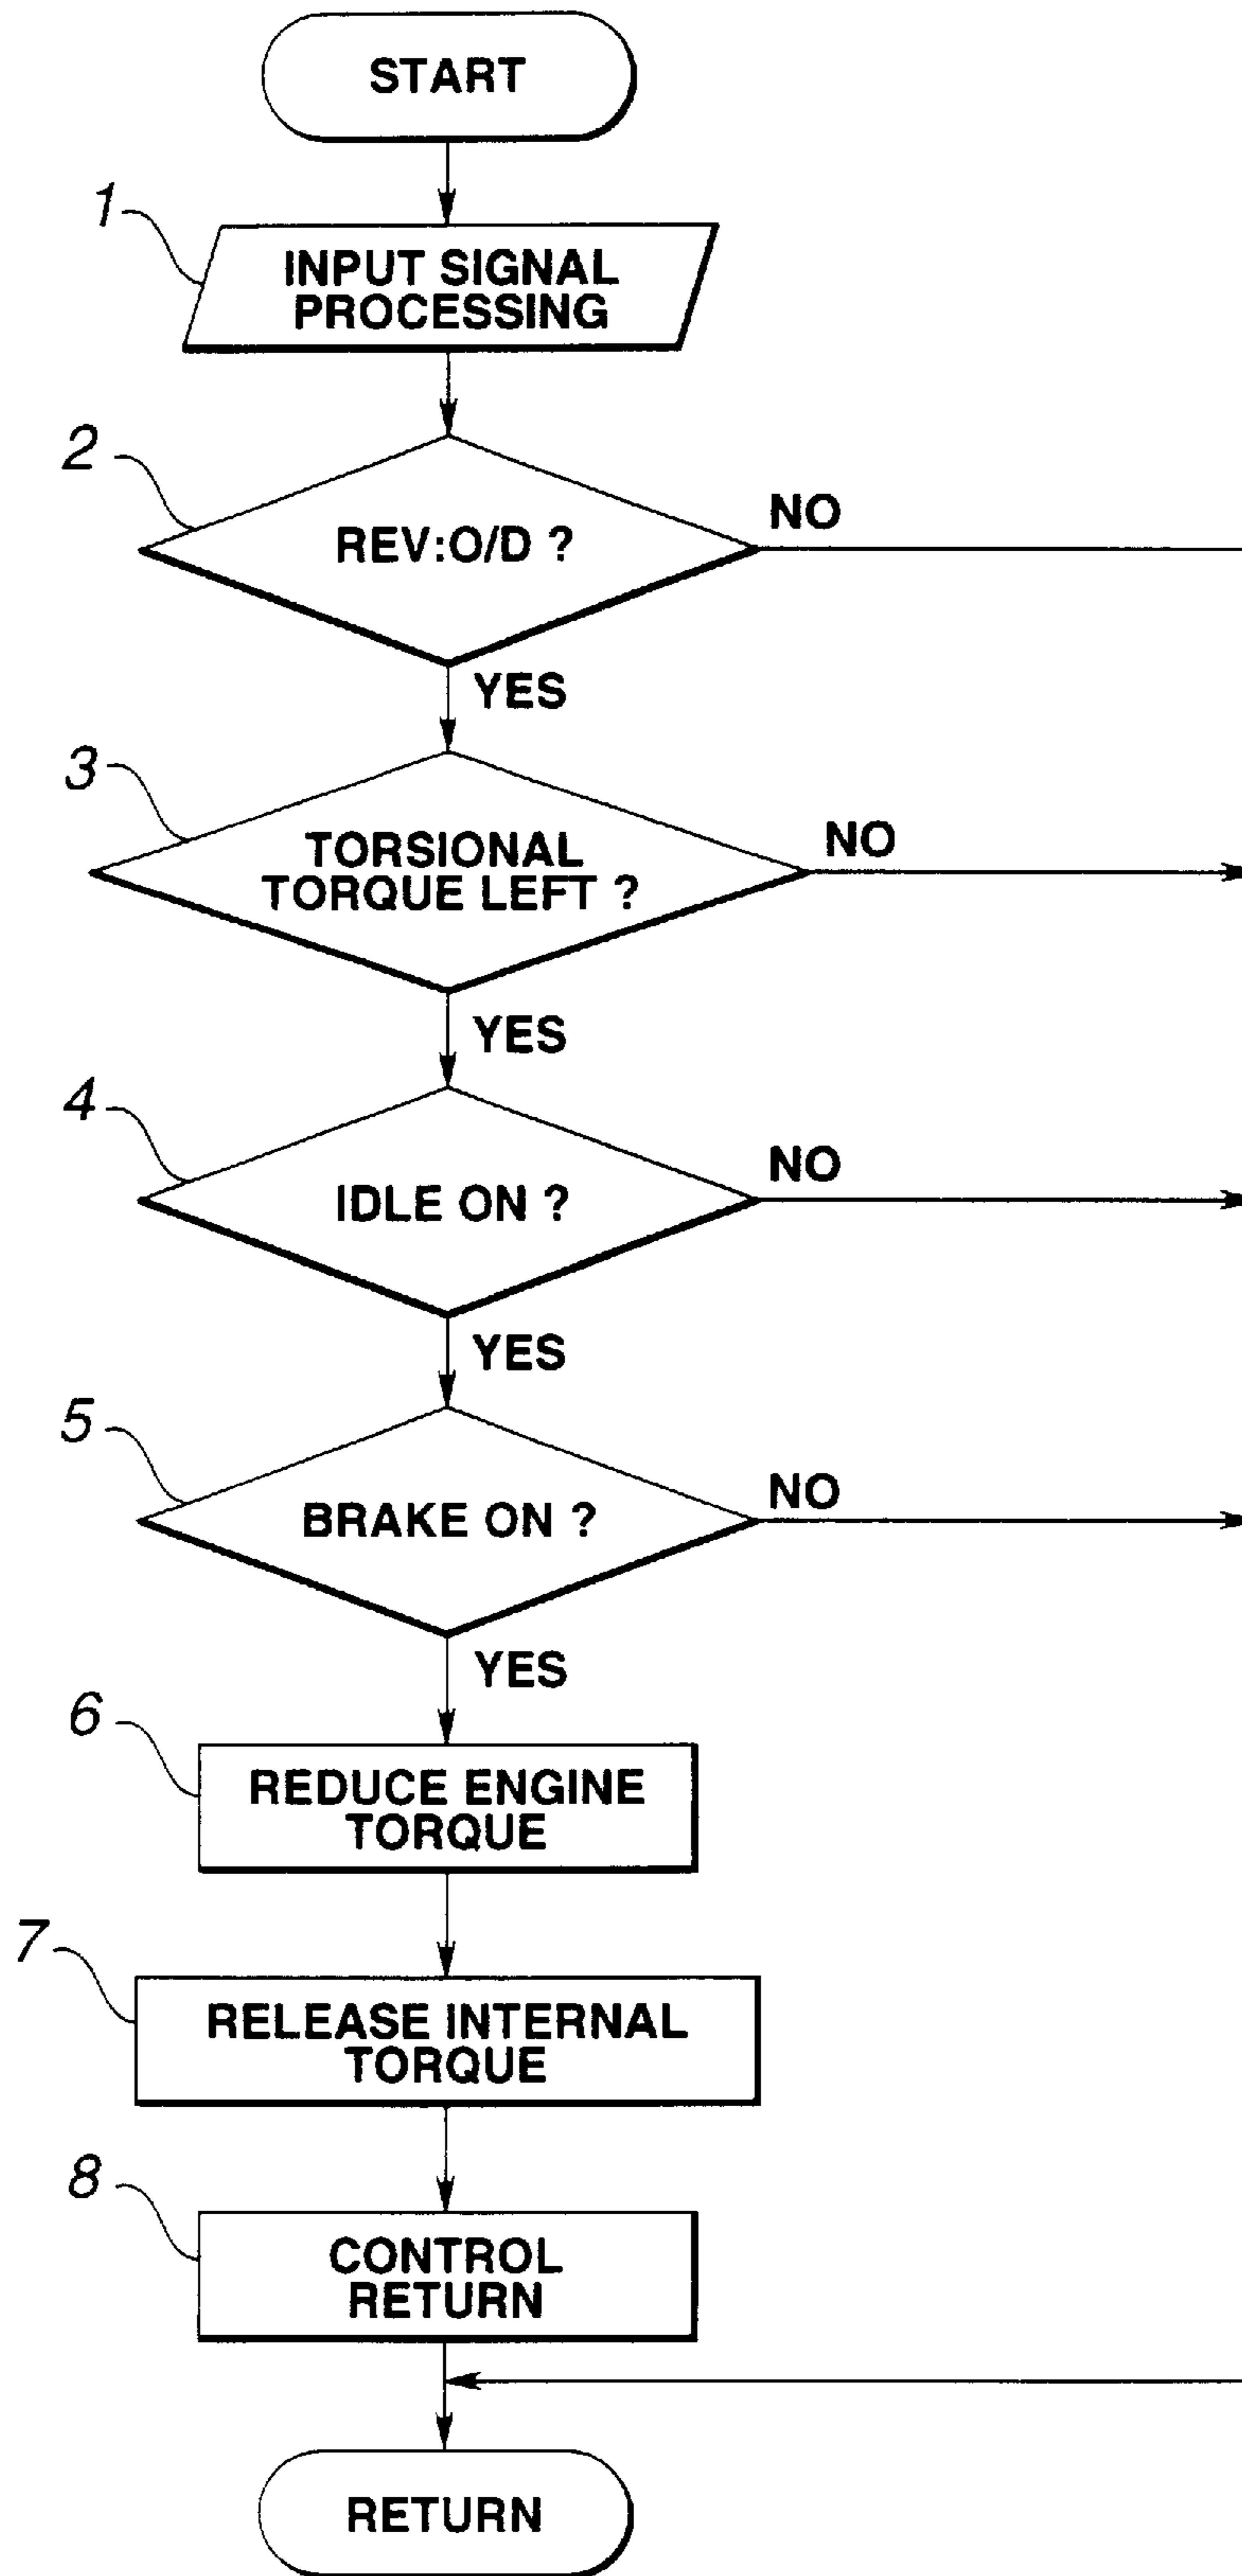 START
1
INPUT SIGNAL
PROCESSING
2
REV:O/D ?
NO
YES
3
TORSIONAL
TORQUE LEFT ?
NO
YES
4
IDLE ON ?
NO
YES
5
BRAKE ON ?
NO
YES
6
REDUCE ENGINE
TORQUE
7
RELEASE INTERNAL
TORQUE
8
CONTROL
RETURN
RETURN